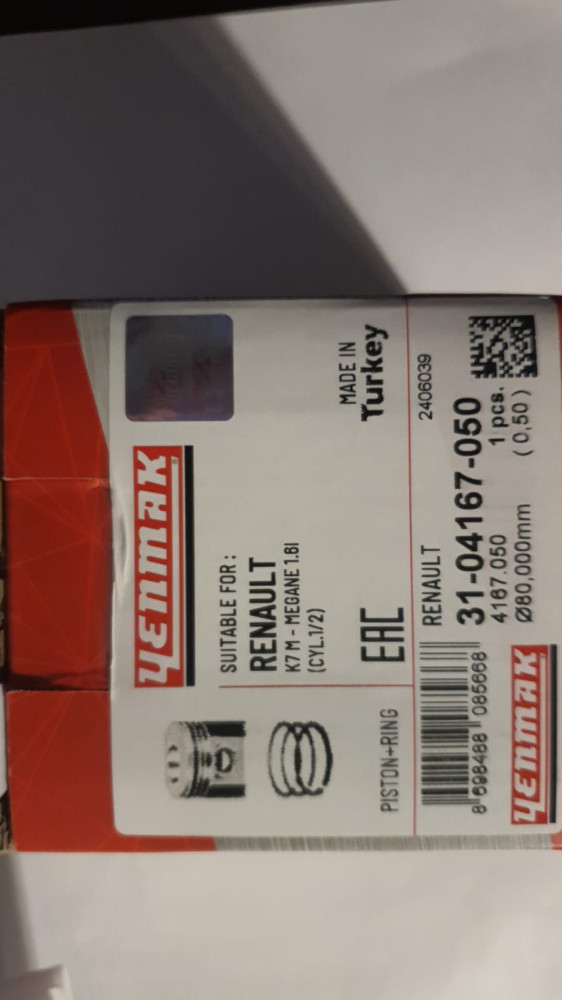 YENMAK
SUITABLE FOR :
RENAULT
K7 M - MEGANE 1.6I
(CYL.1/2)
MADE IN
Turkey
EAC
PISTON+RING
RENAULT
2406039
31-04167-050
4167.050
1 pcs.
Ø80,000mm
( 0,50 )
8 698488 085668
YENMAK